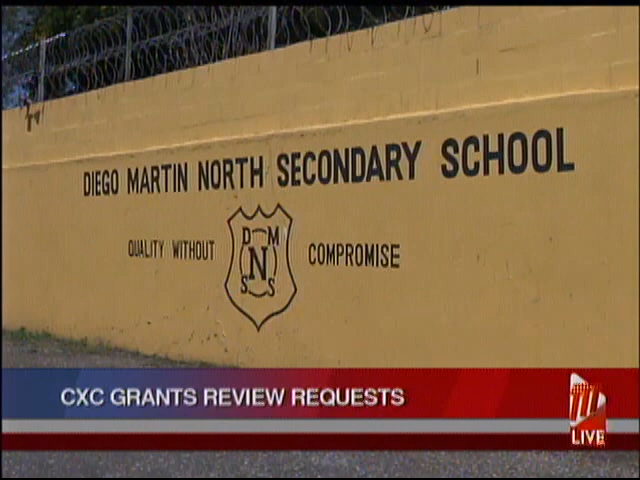 DIEGO MARTIN NORTH SECONDARY SCHOOL
QUALITY WITHOUT COMPROMISE
D M
N
S S
CXC GRANTS REVIEW REQUESTS
LIVE